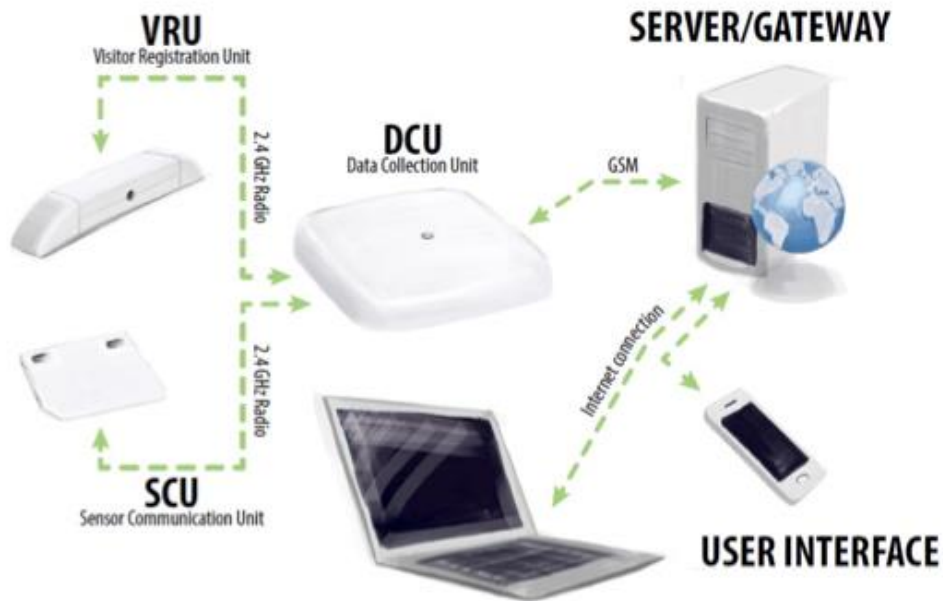 VRU
Visitor Registration Unit
SERVER/GATEWAY
2.4 GHz Radio
DCU
Data Collection Unit
GSM
2.4 GHz Radio
Internet connection
SCU
Sensor Communication Unit
USER INTERFACE